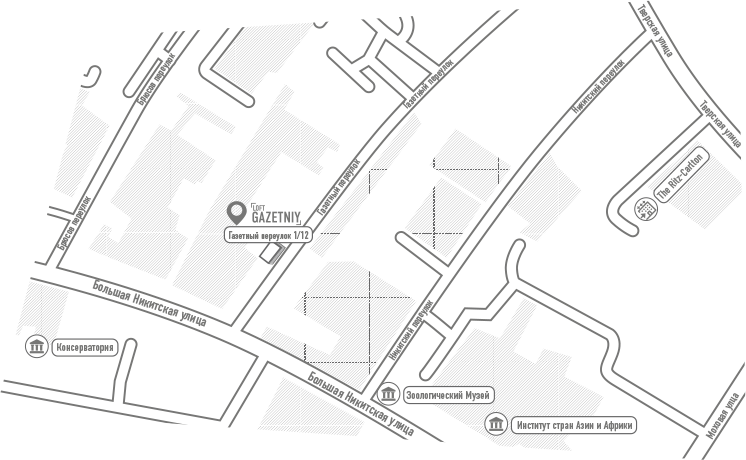 Тверская улица
Брюсов переулок
Газетный переулок
Никитский переулок
Тверская улица
The Ritz-Carlton
Газетный переулок
Брюсов переулок
LOFT
GAZETNIY
Газетный переулок 1/12
Большая Никитская улица
Никитский переулок
Консерватория
Большая Никитская улица
Зоологический Музей
Институт стран Азии и Африки
Моховая улца